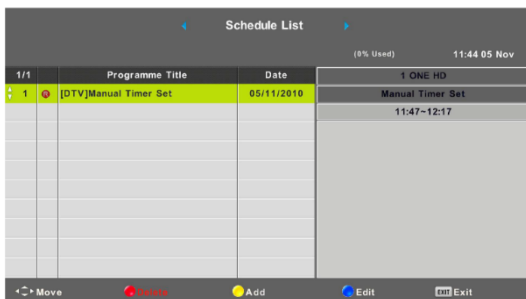 Schedule List
(0% Used) 11:44 05 Nov
1/1 Programme Title Date 1 ONE HD
1 R [DTV]Manual Timer Set 05/11/2010 Manual Timer Set
11:47~12:17
Move Delete Add Edit EXIT Exit